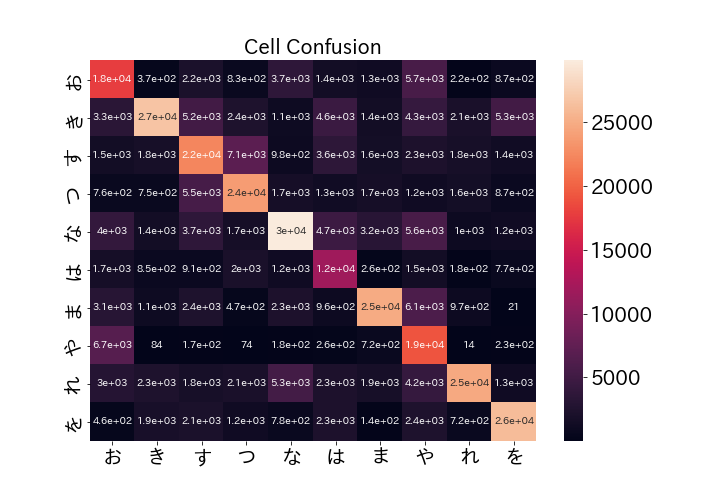 Cell Confusion
お 1.8e+04 3.7e+02 2.2e+03 8.3e+02 3.7e+03 1.4e+03 1.3e+03 5.7e+03 2.2e+02 8.7e+02
き 3.3e+03 2.7e+04 5.2e+03 2.4e+03 1.1e+03 4.6e+03 1.4e+03 4.3e+03 2.1e+03 5.3e+03
す 1.5e+03 1.8e+03 2.2e+04 7.1e+03 9.8e+02 3.6e+03 1.6e+03 2.3e+03 1.8e+03 1.4e+03
つ 7.6e+02 7.5e+02 5.5e+03 2.4e+04 1.7e+03 1.3e+03 1.7e+03 1.2e+03 1.6e+03 8.7e+02
な 4e+03 1.4e+03 3.7e+03 1.7e+03 3e+04 4.7e+03 3.2e+03 5.6e+03 1e+03 1.2e+03
は 1.7e+03 8.5e+02 9.1e+02 2e+03 1.2e+03 1.2e+04 2.6e+02 1.5e+03 1.8e+02 7.7e+02
ま 3.1e+03 1.1e+03 2.4e+03 4.7e+02 2.3e+03 9.6e+02 2.5e+04 6.1e+03 9.7e+02 21
や 6.7e+03 84 1.7e+02 74 1.8e+02 2.6e+02 7.2e+02 1.9e+04 14 2.3e+02
れ 3e+03 2.3e+03 1.8e+03 2.1e+03 5.3e+03 2.3e+03 1.9e+03 4.2e+03 2.5e+04 1.3e+03
を 4.6e+02 1.9e+03 2.1e+03 1.2e+03 7.8e+02 2.3e+03 1.4e+02 2.4e+03 7.2e+02 2.6e+04
お き す つ な は ま や れ を
25000
20000
15000
10000
5000